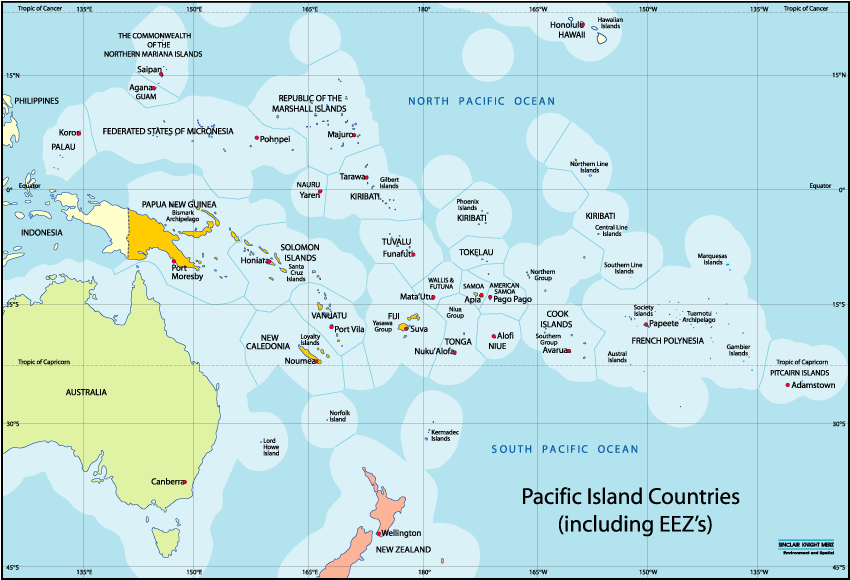 Tropic of Cancer
135°E
150°E
165°E
180°
165°W
150°W
135°W
Tropic of Cancer
THE COMMONWEALTH
OF THE
NORTHERN MARIANA ISLANDS
Saipan
Agana
GUAM
Honolulu
HAWAII
Hawaiian
Islands
15°N
15°N
PHILIPPINES
REPUBLIC OF THE
MARSHALL ISLANDS
NORTH PACIFIC OCEAN
Koror
PALAU
FEDERATED STATES OF MICRONESIA
Pohnpei
Majuro
Tarawa
Gilbert
Islands
KIRIBATI
NAURU
Yaren
Northern Line
Islands
Equator
0°
0°
Equator
PAPUA NEW GUINEA
Bismark
Archipelago
INDONESIA
Port
Moresby
SOLOMON
ISLANDS
Honiara
Santa
Cruz
Islands
TUVALU
Funafuti
Phoenix
Islands
KIRIBATI
TOKELAU
KIRIBATI
Central Line
Islands
Southern Line
Islands
Marquesas
Islands
Northern
Group
WALLIS &
FUTUNA
Mata'Utu
SAMOA
Apia
AMERICAN
SAMOA
Pago Pago
15°S
15°S
VANUATU
Port Vila
FIJI
Yasawa
Group
Suva
Niua
Group
TONGA
Nuku'Alofa
Alofi
NIUE
COOK
ISLANDS
Southern
Group
Avarua
Society
Islands
Papeete
Tuamotu
Archipelago
FRENCH POLYNESIA
Austral
Islands
Gambier
Islands
NEW
CALEDONIA
Loyalty
Islands
Noumea
Tropic of Capricorn
Tropic of Capricorn
PITCAIRN ISLANDS
Adamstown
AUSTRALIA
Norfolk
Island
Kermadec
Islands
Lord
Howe
Island
30°S
30°S
SOUTH PACIFIC OCEAN
Canberra
Wellington
NEW ZEALAND
Pacific Island Countries
(including EEZ's)
SINCLAIR KNIGHT MERZ
Environment and Spatial
45°S
45°S
135°E
150°E
165°E
180°
165°W
150°W
135°W